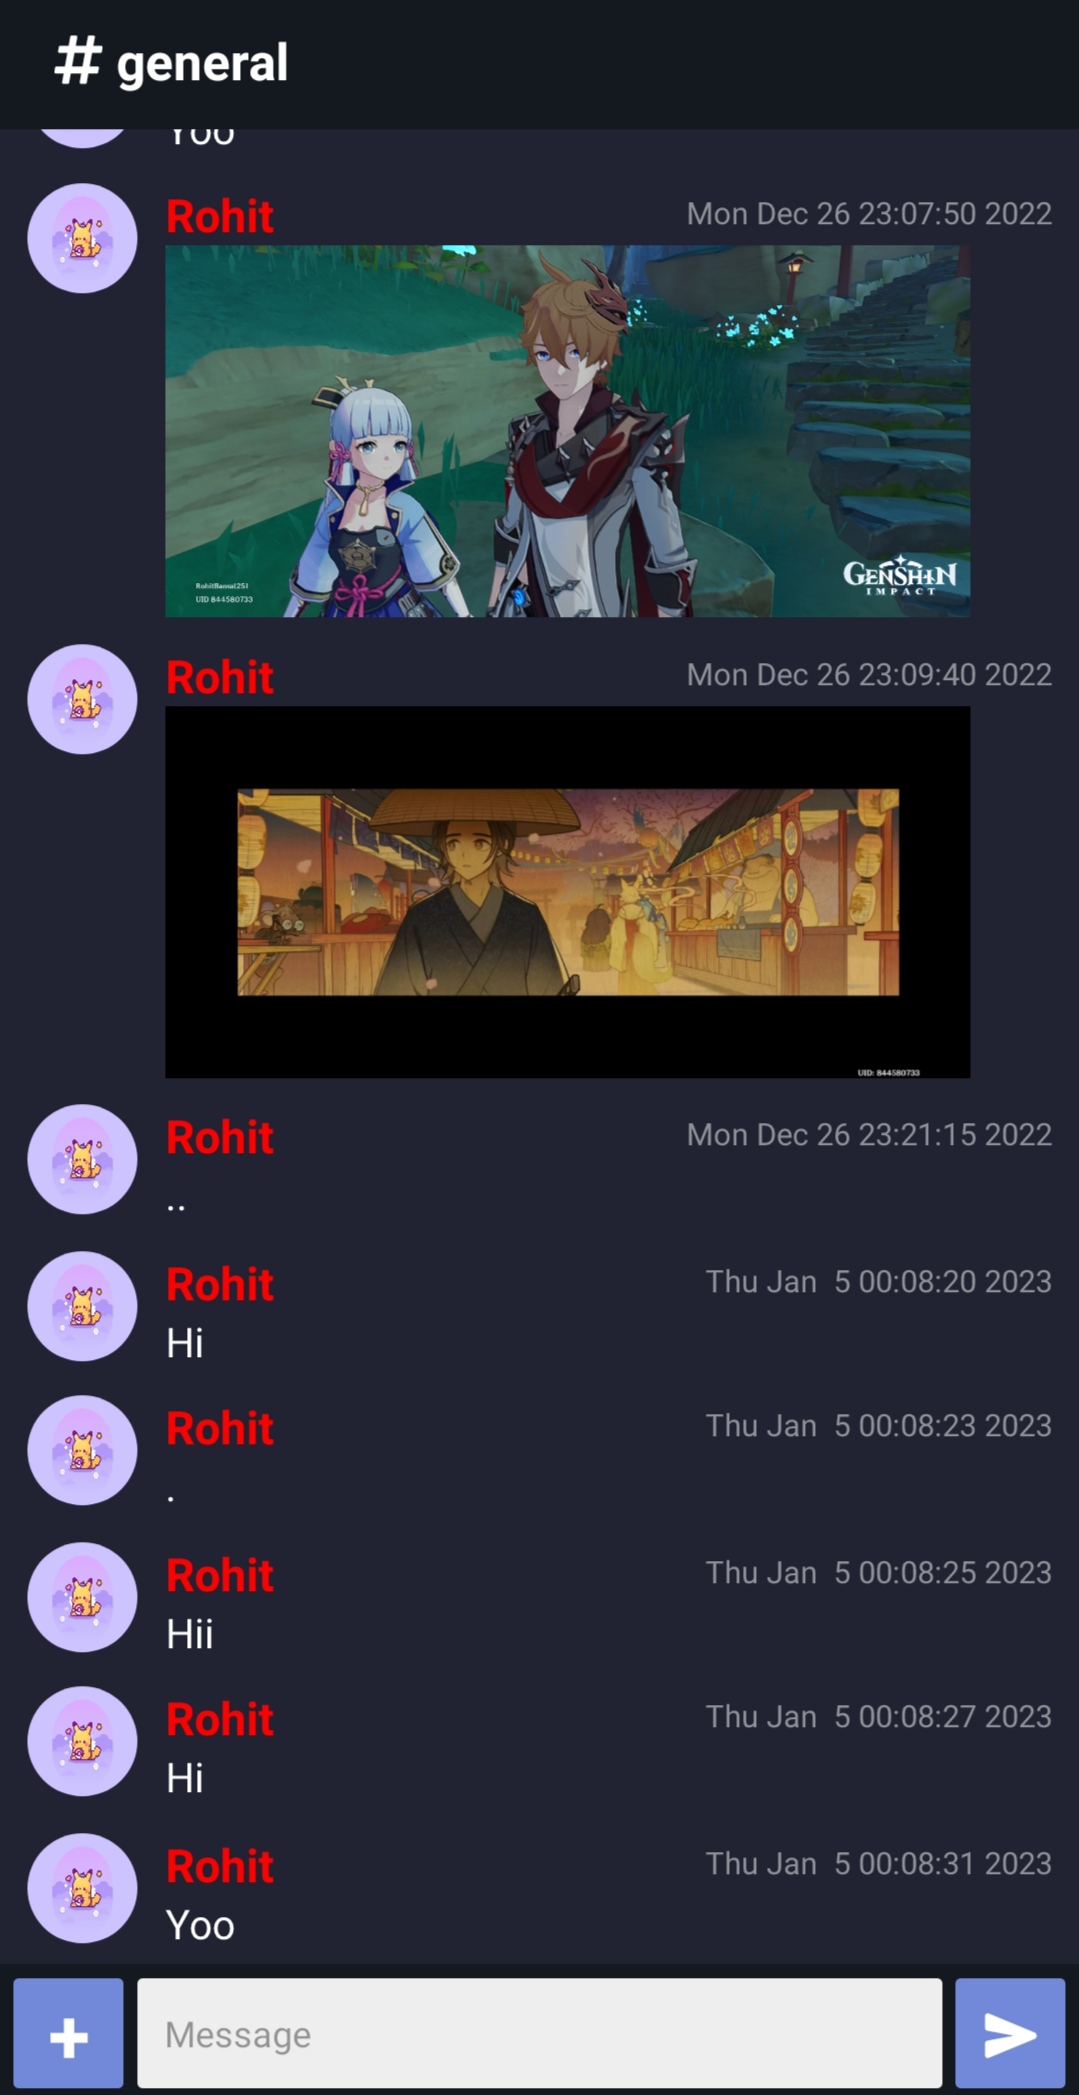 # general
Yoo
Rohit Mon Dec 26 23:07:50 2022
RohitBansal251
UID 844580733
GENSHIN
IMPACT
Rohit Mon Dec 26 23:09:40 2022
UID: 844580733
Rohit Mon Dec 26 23:21:15 2022
..
Rohit Thu Jan  5 00:08:20 2023
Hi
Rohit Thu Jan  5 00:08:23 2023
.
Rohit Thu Jan  5 00:08:25 2023
Hii
Rohit Thu Jan  5 00:08:27 2023
Hi
Rohit Thu Jan  5 00:08:31 2023
Yoo
Message